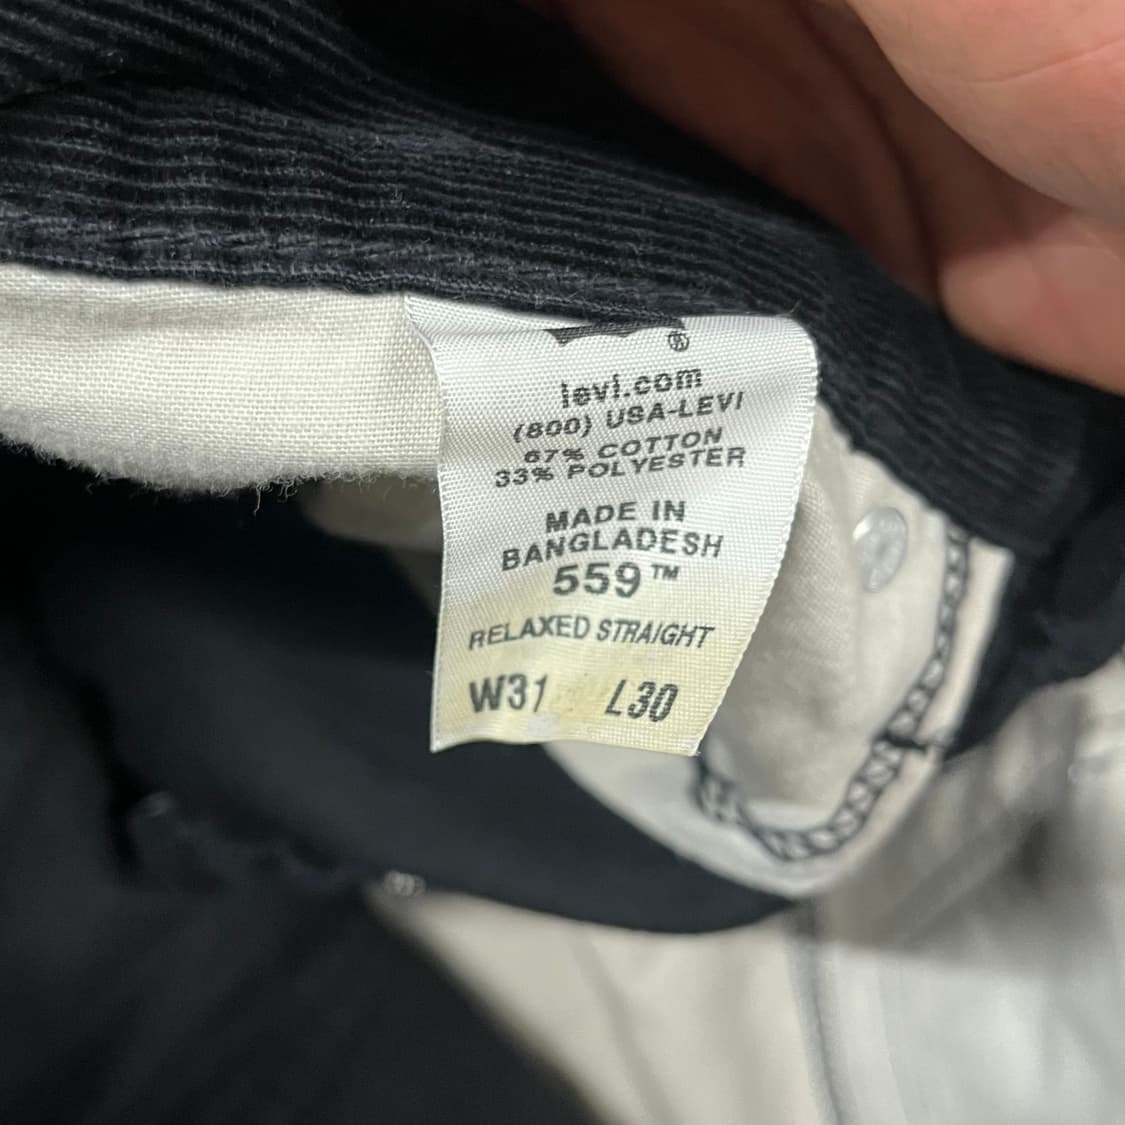 ®
levi.com
(800) USA-LEVI
67% COTTON
33% POLYESTER
MADE IN
BANGLADESH
559™
RELAXED STRAIGHT
W31 L30